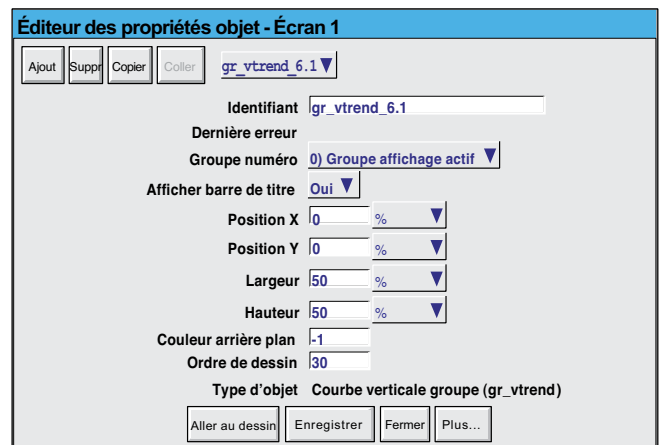 Éditeur des propriétés objet - Écran 1
Ajout Suppr Copier Coller gr_vtrend_6.1
Identifiant gr_vtrend_6.1
Dernière erreur
Groupe numéro 0) Groupe affichage actif
Afficher barre de titre Oui
Position X 0 %
Position Y 0 %
Largeur 50 %
Hauteur 50 %
Couleur arrière plan -1
Ordre de dessin 30
Type d'objet Courbe verticale groupe (gr_vtrend)
Aller au dessin Enregistrer Fermer Plus...